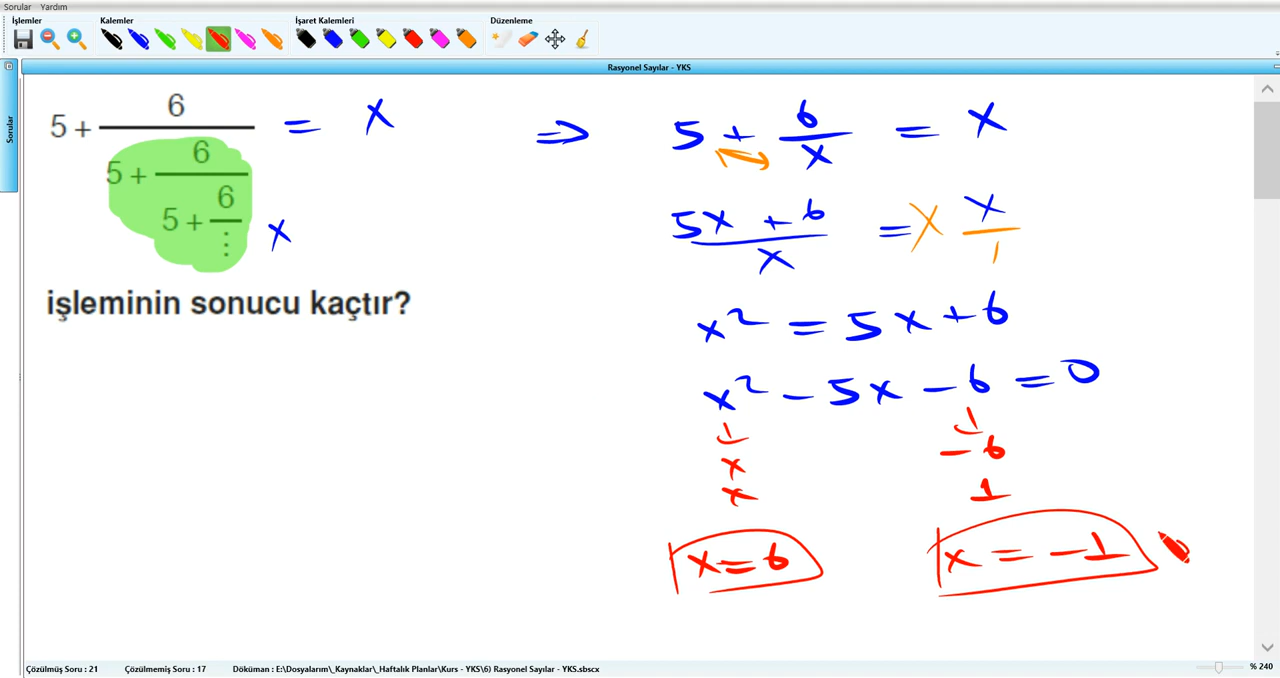 Sorular Yardım
İşlemler Kalemler İşaret Kalemleri Düzenleme
Rasyonel Sayılar - YKS
Sorular
5 + 6
5 + 6
5 + 6
⋮
= x
x
işleminin sonucu kaçtır?
⇒ 5 + 6/x = x
5x + 6 / x = x x/1
x² = 5x + 6
x² - 5x - 6 = 0
x -6
x 1
x = 6 x = -1
Çözülmüş Soru : 21 Çözülmemiş Soru : 17 Döküman : E:\Dosyalarım\_Kaynaklar\_Haftalık Planlar\Kurs - YKS\6) Rasyonel Sayılar - YKS.sbscx % 240